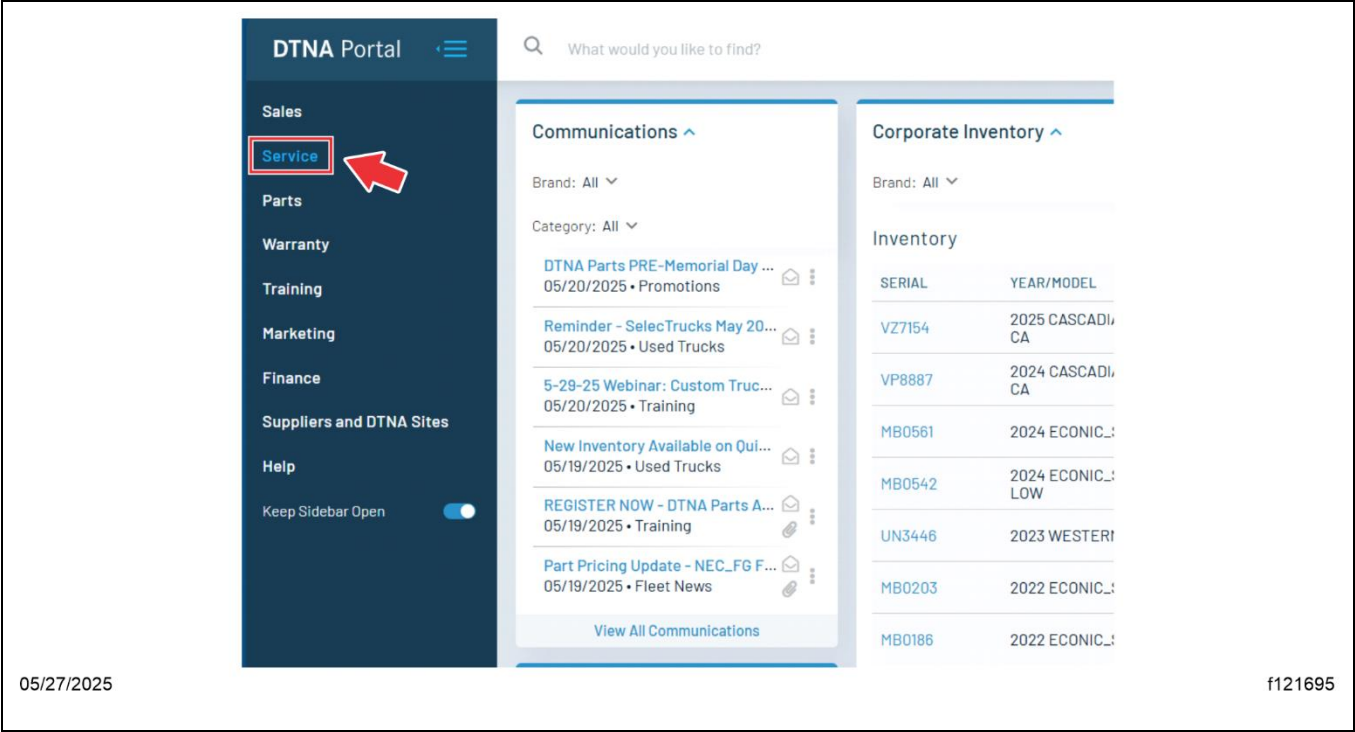 DTNA Portal
What would you like to find?
Sales
Service
Parts
Warranty
Training
Marketing
Finance
Suppliers and DTNA Sites
Help
Keep Sidebar Open
Communications
Brand: All
Category: All
DTNA Parts PRE-Memorial Day ...
05/20/2025 • Promotions
Reminder - SelecTrucks May 20...
05/20/2025 • Used Trucks
5-29-25 Webinar: Custom Truc...
05/20/2025 • Training
New Inventory Available on Qui...
05/19/2025 • Used Trucks
REGISTER NOW - DTNA Parts A...
05/19/2025 • Training
Part Pricing Update - NEC_FG F...
05/19/2025 • Fleet News
View All Communications
Corporate Inventory
Brand: All
Inventory
SERIAL YEAR/MODEL
VZ7154 2025 CASCADIA
CA
VP8887 2024 CASCADIA
CA
MB0561 2024 ECONIC_S
MB0542 2024 ECONIC_S
LOW
UN3446 2023 WESTERN
MB0203 2022 ECONIC_S
MB0186 2022 ECONIC_S
05/27/2025
f121695